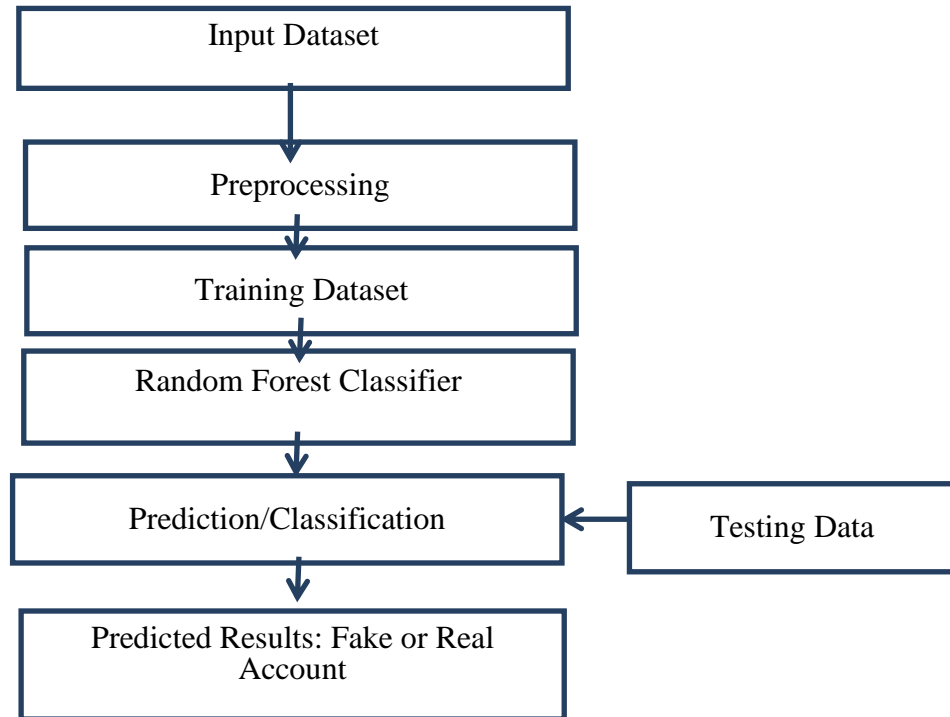 Input Dataset
Preprocessing
Training Dataset
Random Forest Classifier
Prediction/Classification
Testing Data
Predicted Results: Fake or Real
Account